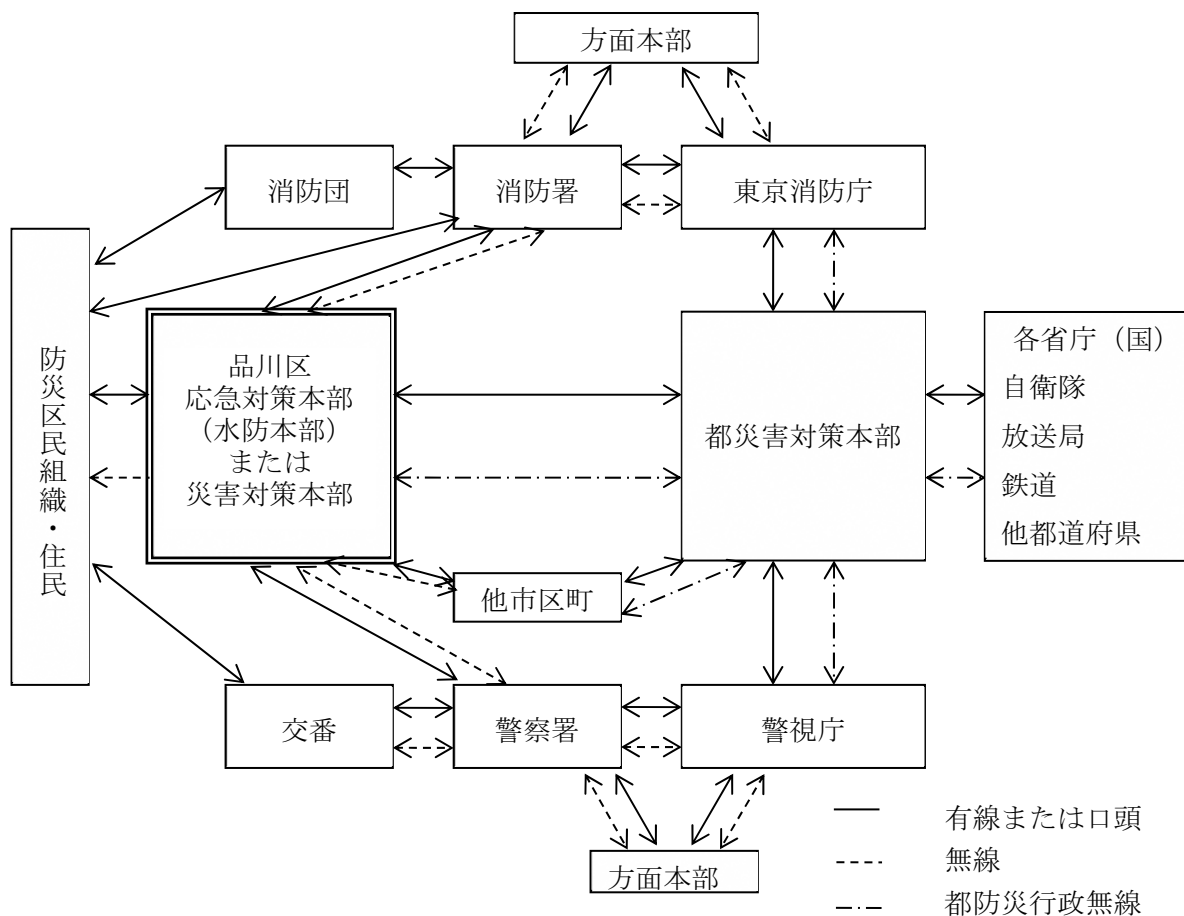 方面本部
消防団
消防署
東京消防庁
防災区民組織・住民
品川区
応急対策本部
（水防本部）
または
災害対策本部
都災害対策本部
各省庁（国）
自衛隊
放送局
鉄道
他都道府県
他市区町
交番
警察署
警視庁
方面本部
有線または口頭
無線
都防災行政無線